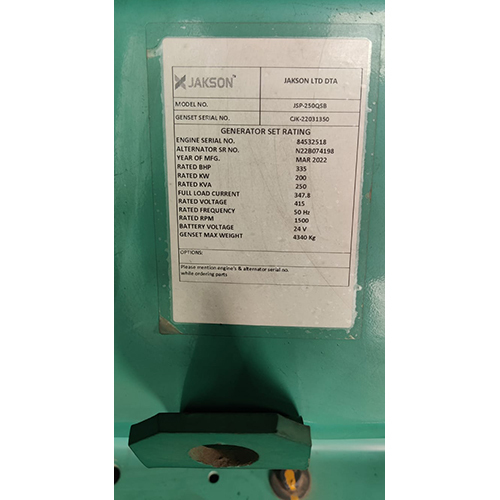 JAKSON™ JAKSON LTD DTA
MODEL NO. JSP-250QSB
GENSET SERIAL NO. CJK-22031350
GENERATOR SET RATING
ENGINE SERIAL NO. 84532518
ALTERNATOR SR NO. N22B074198
YEAR OF MFG. MAR 2022
RATED BHP 335
RATED KW 200
RATED KVA 250
FULL LOAD CURRENT 347.8
RATED VOLTAGE 415
RATED FREQUENCY 50 Hz
RATED RPM 1500
BATTERY VOLTAGE 24 V
GENSET MAX WEIGHT 4340 Kg
OPTIONS:
Please mention engine's & alternator serial no.
while ordering parts